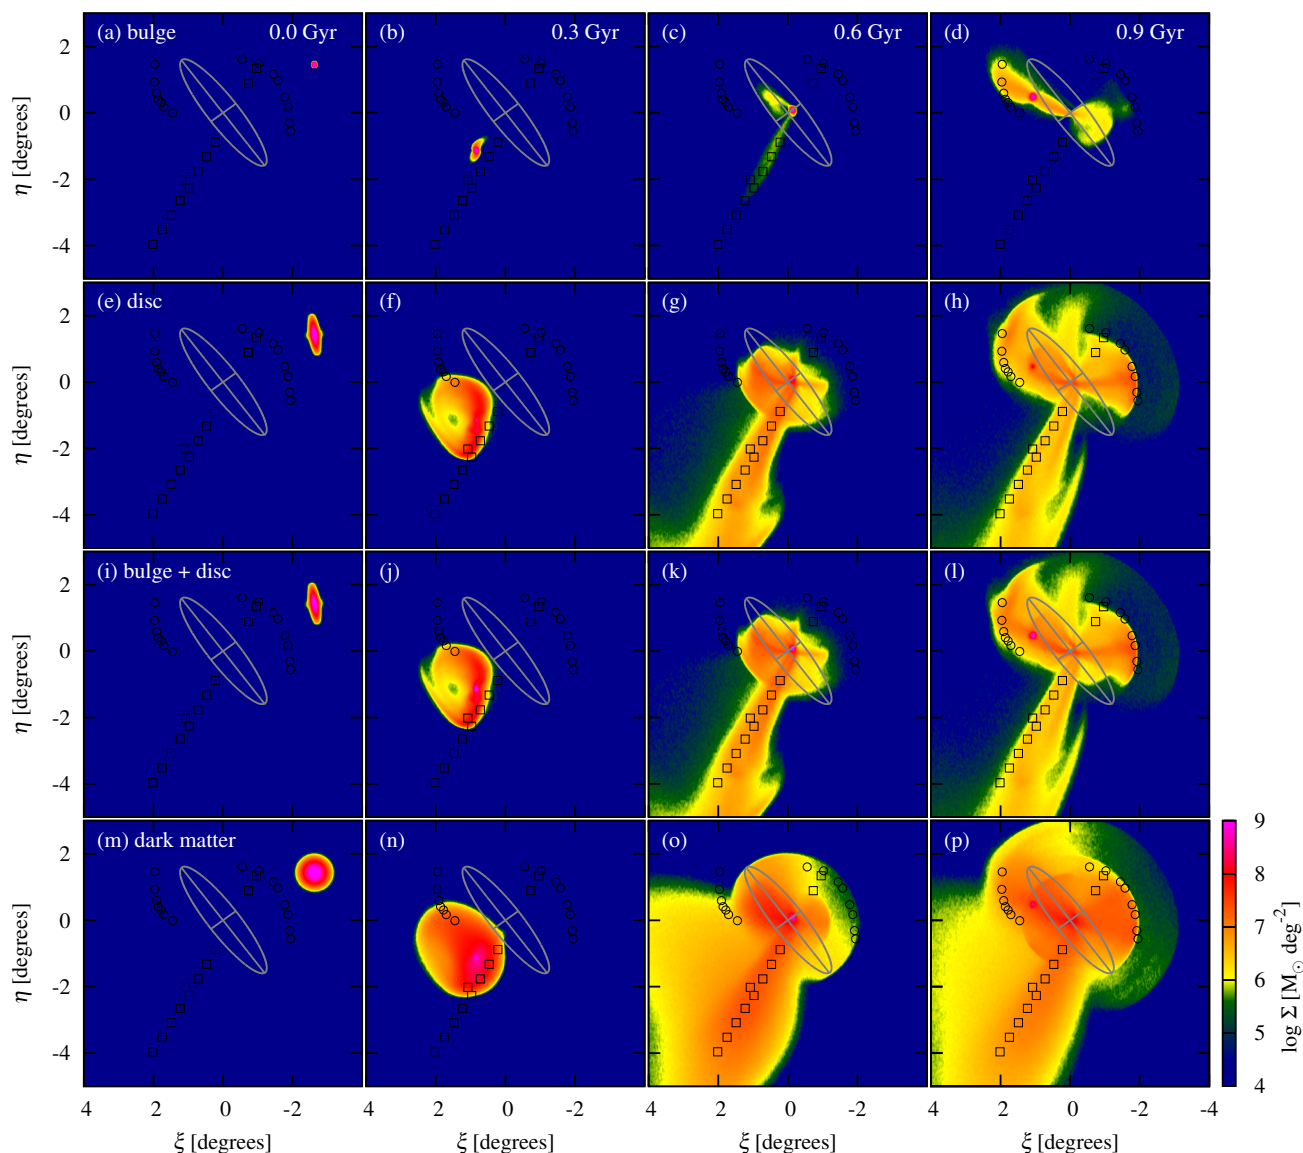 (a) bulge 0.0 Gyr (b) 0.3 Gyr (c) 0.6 Gyr (d) 0.9 Gyr
2
0
-2
-4
η [degrees]
(e) disc (f) (g) (h)
2
0
-2
-4
η [degrees]
(i) bulge + disc (j) (k) (l)
2
0
-2
-4
η [degrees]
(m) dark matter (n) (o) (p)
2
0
-2
-4
η [degrees]
9
8
7
6
5
4
log Σ [M⊙ deg⁻²]
4 2 0 -2 4 2 0 -2 4 2 0 -2 4 2 0 -2 -4
ξ [degrees] ξ [degrees] ξ [degrees] ξ [degrees]